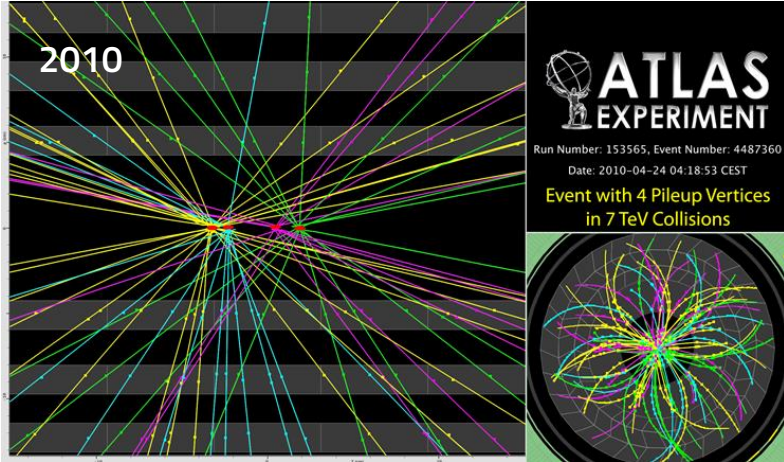 2010
ATLAS
EXPERIMENT
Run Number: 153565, Event Number: 4487360
Date: 2010-04-24 04:18:53 CEST
Event with 4 Pileup Vertices
in 7 TeV Collisions